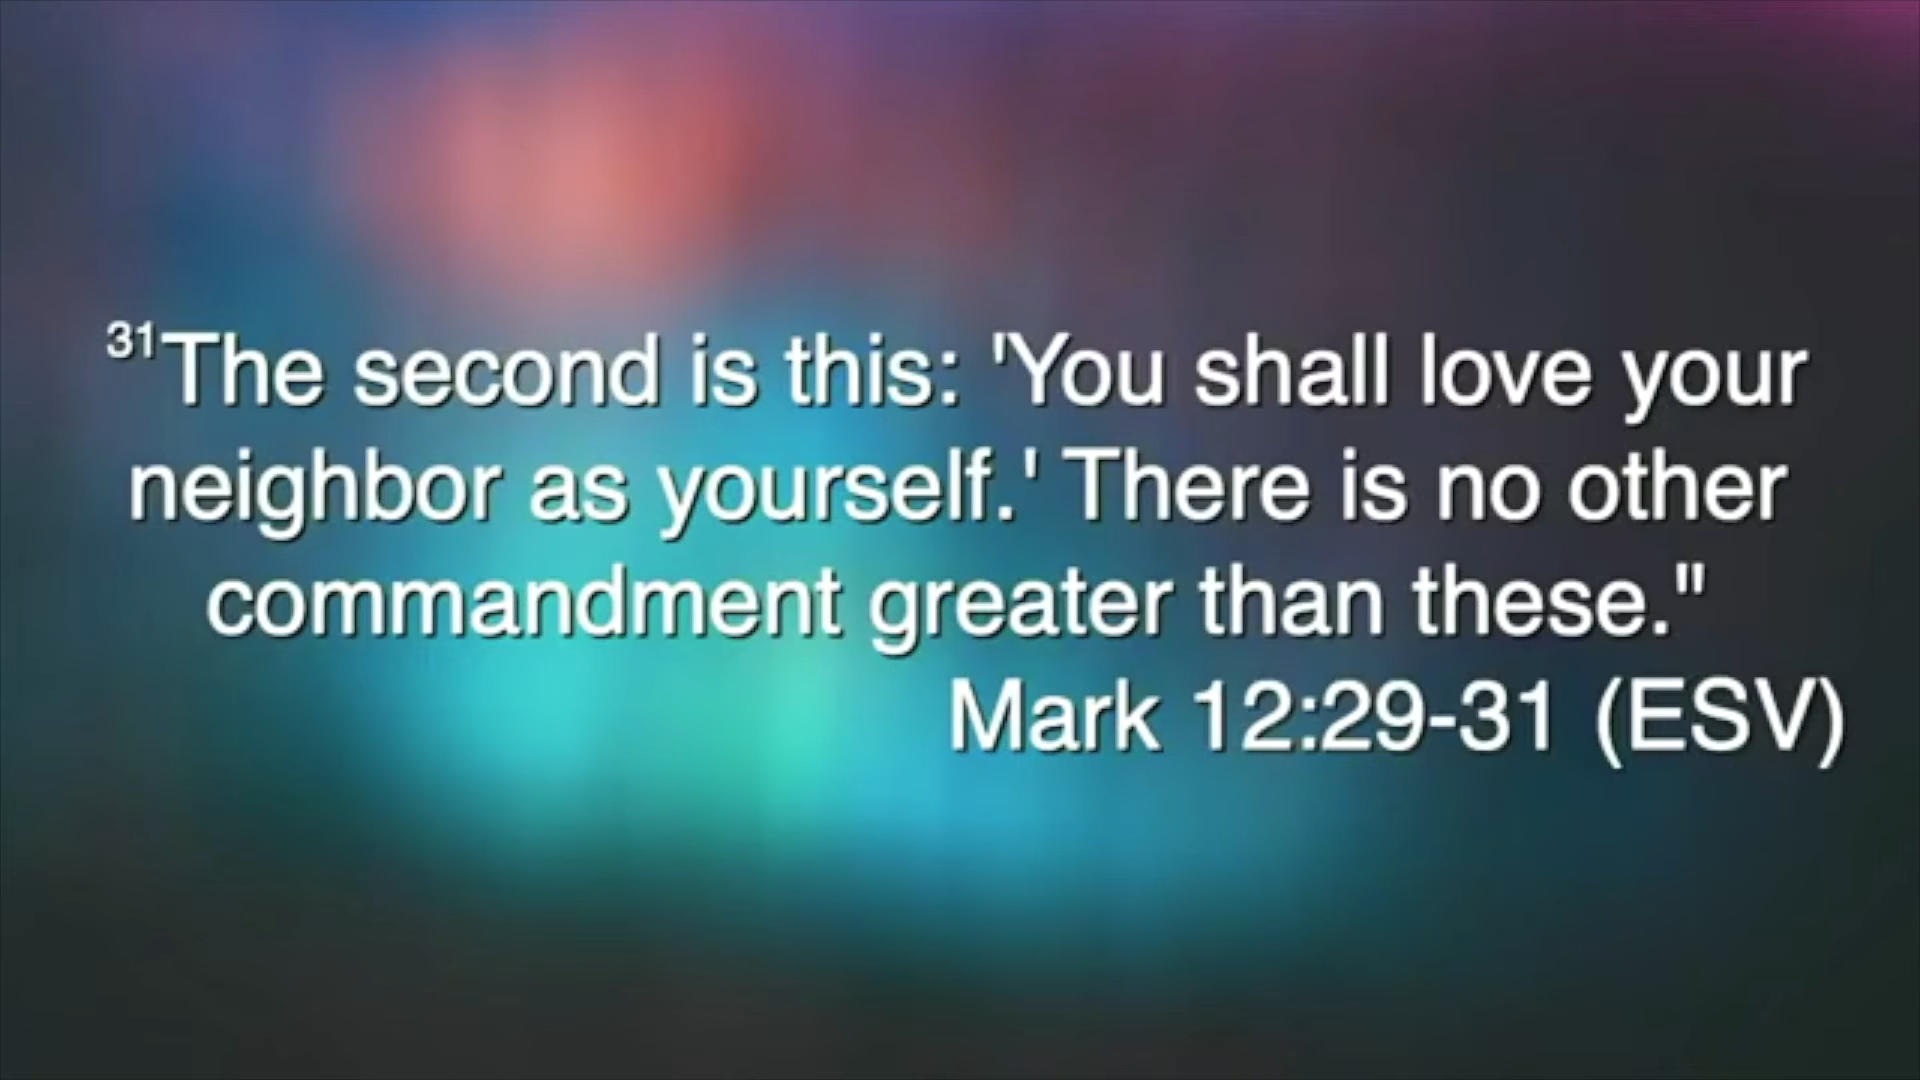 31The second is this: 'You shall love your
neighbor as yourself.' There is no other
commandment greater than these."
Mark 12:29-31 (ESV)